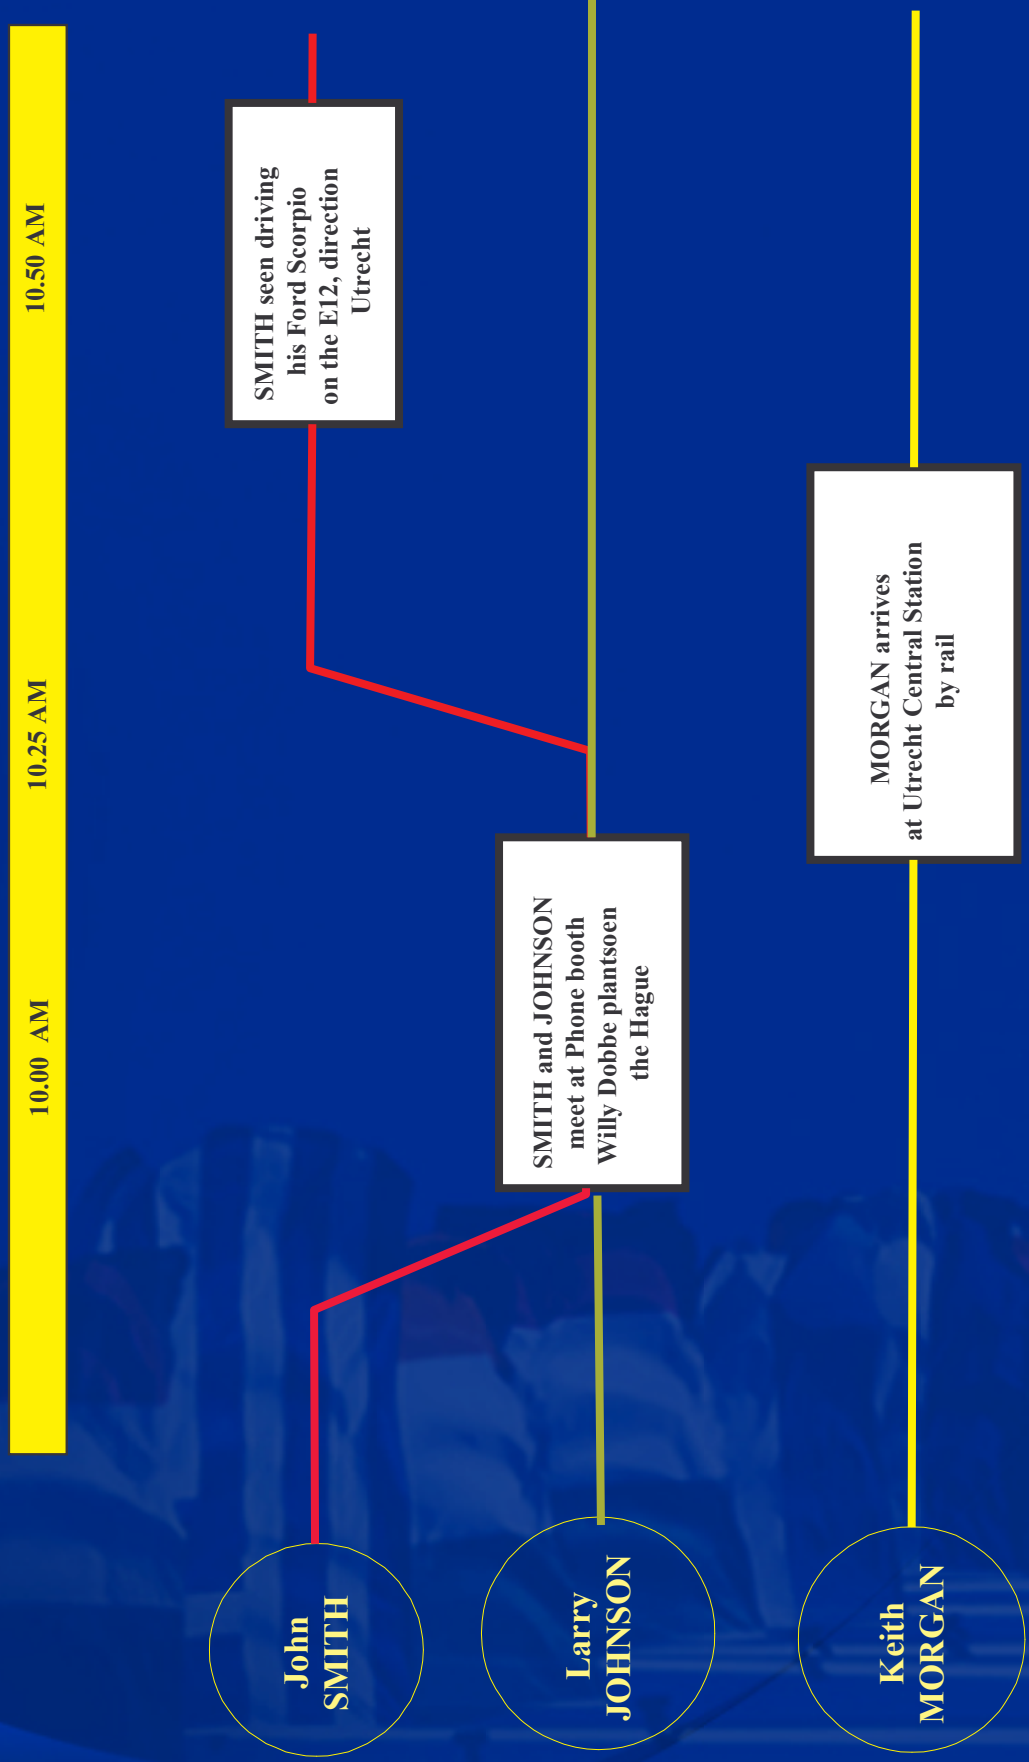 10.00 AM
10.25 AM
10.50 AM
John
SMITH
SMITH seen driving
his Ford Scorpio
on the E12, direction
Utrecht
Larry
JOHNSON
SMITH and JOHNSON
meet at Phone booth
Willy Dobbe plantsoen
the Hague
Keith
MORGAN
MORGAN arrives
at Utrecht Central Station
by rail